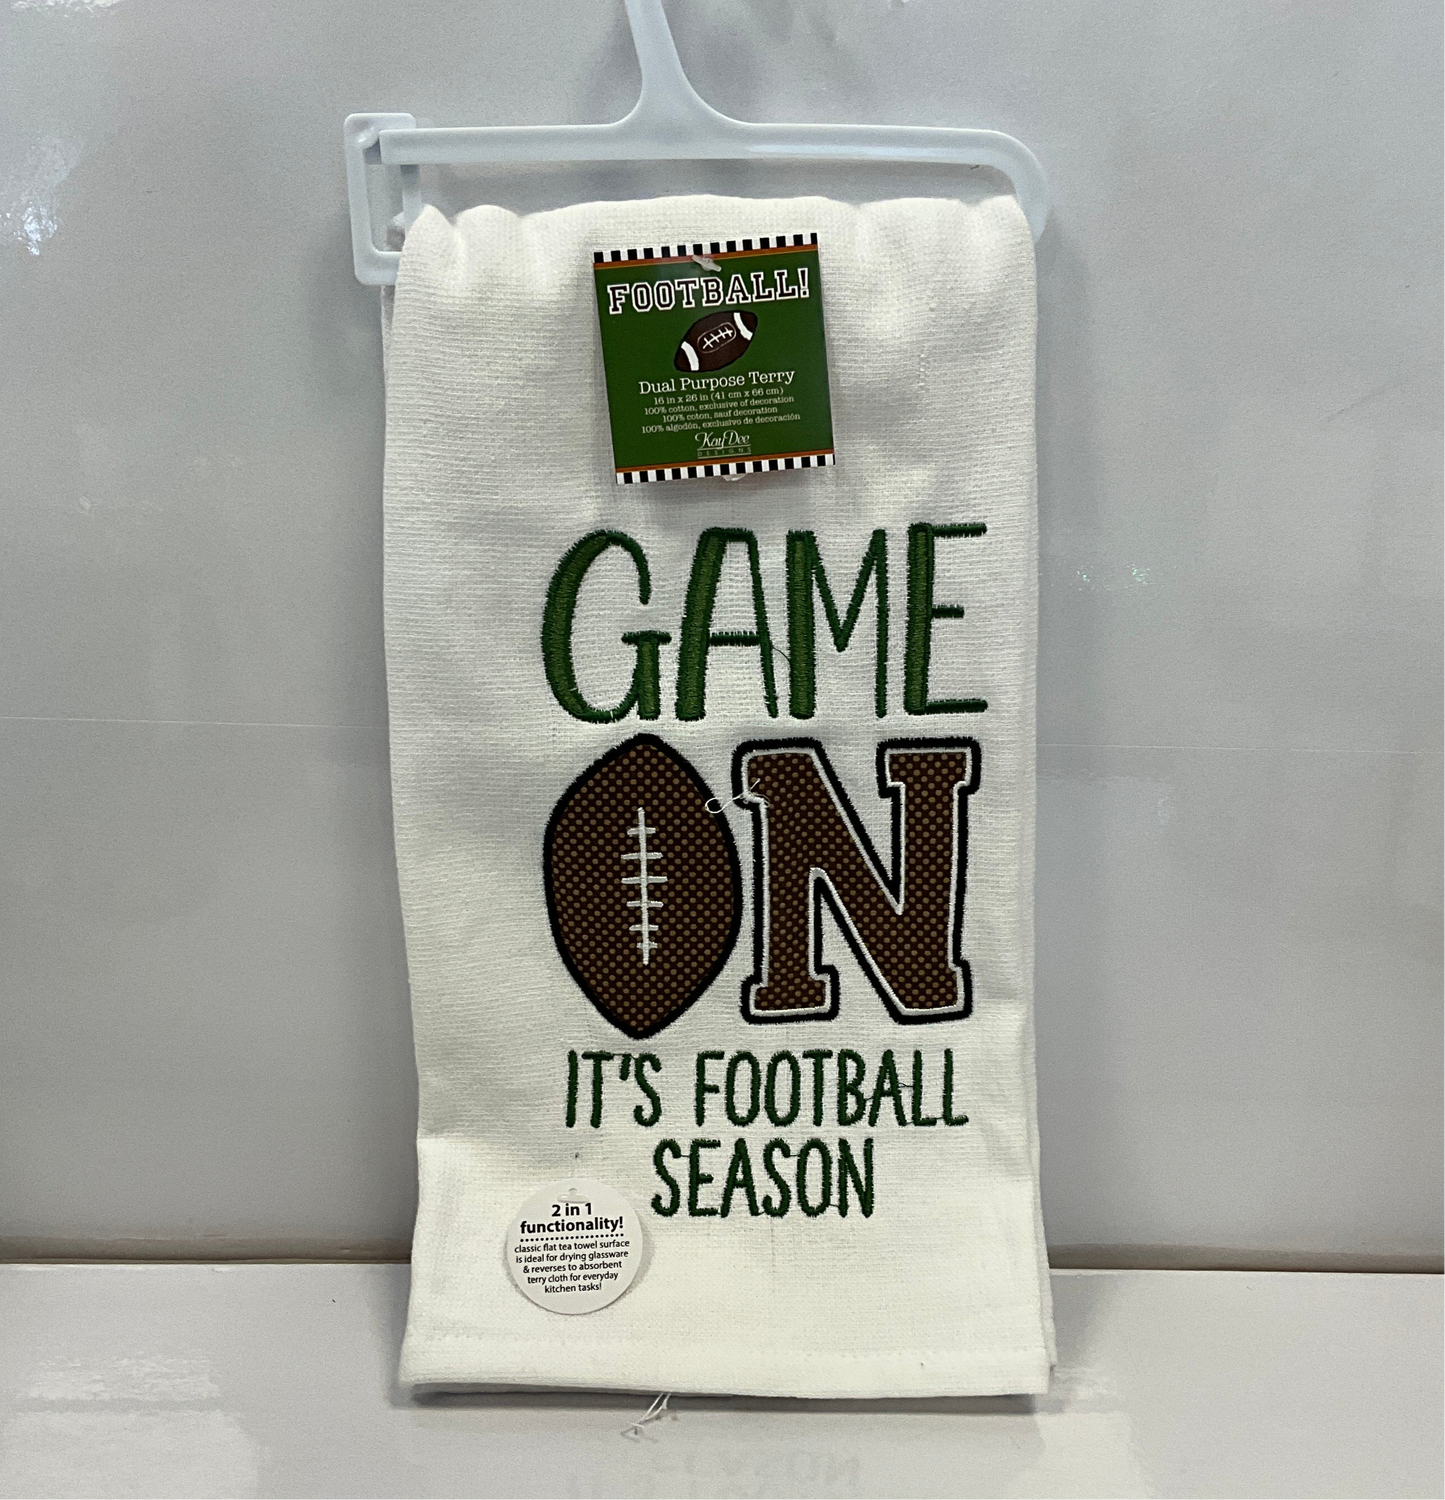 FOOTBALL!
Dual Purpose Terry
16 in x 26 in (41 cm x 66 cm)
100% cotton, exclusive of decoration
100% coton, sauf decoration
100% algodón, exclusivo de decoración
Kay Dee
DESIGNS
GAME
ON
IT'S FOOTBALL
SEASON
2 in 1
functionality!
classic flat tea towel surface
is ideal for drying glassware
& reverses to absorbent
terry cloth for everyday
kitchen tasks!